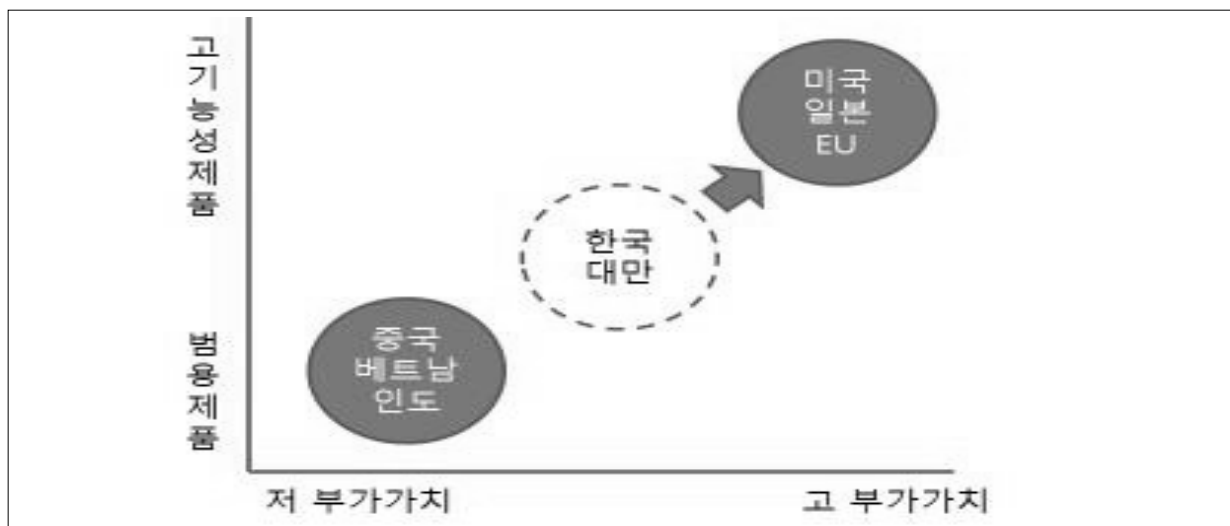 고기능성제품
미국
일본
EU
한국
대만
범용제품
중국
베트남
인도
저 부가가치
고 부가가치